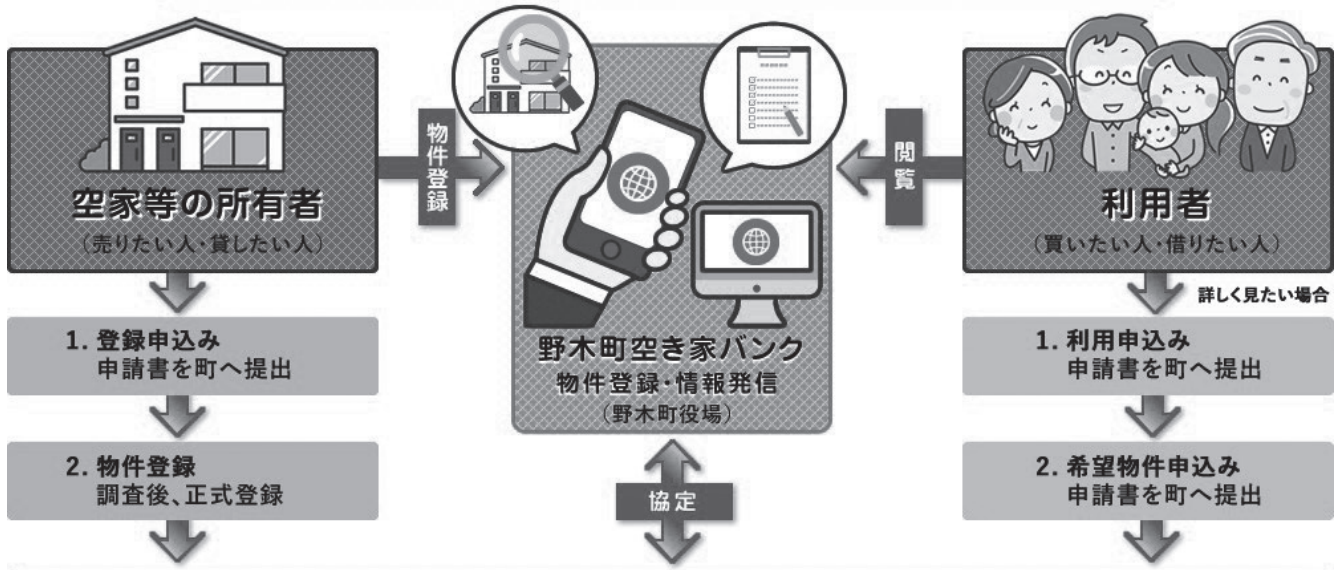 空家等の所有者
(売りたい人・貸したい人)
1. 登録申込み
申請書を町へ提出
2. 物件登録
調査後、正式登録
物件登録
野木町空き家バンク
物件登録・情報発信
(野木町役場)
協定
閲覧
利用者
(買いたい人・借りたい人)
詳しく見たい場合
1. 利用申込み
申請書を町へ提出
2. 希望物件申込み
申請書を町へ提出